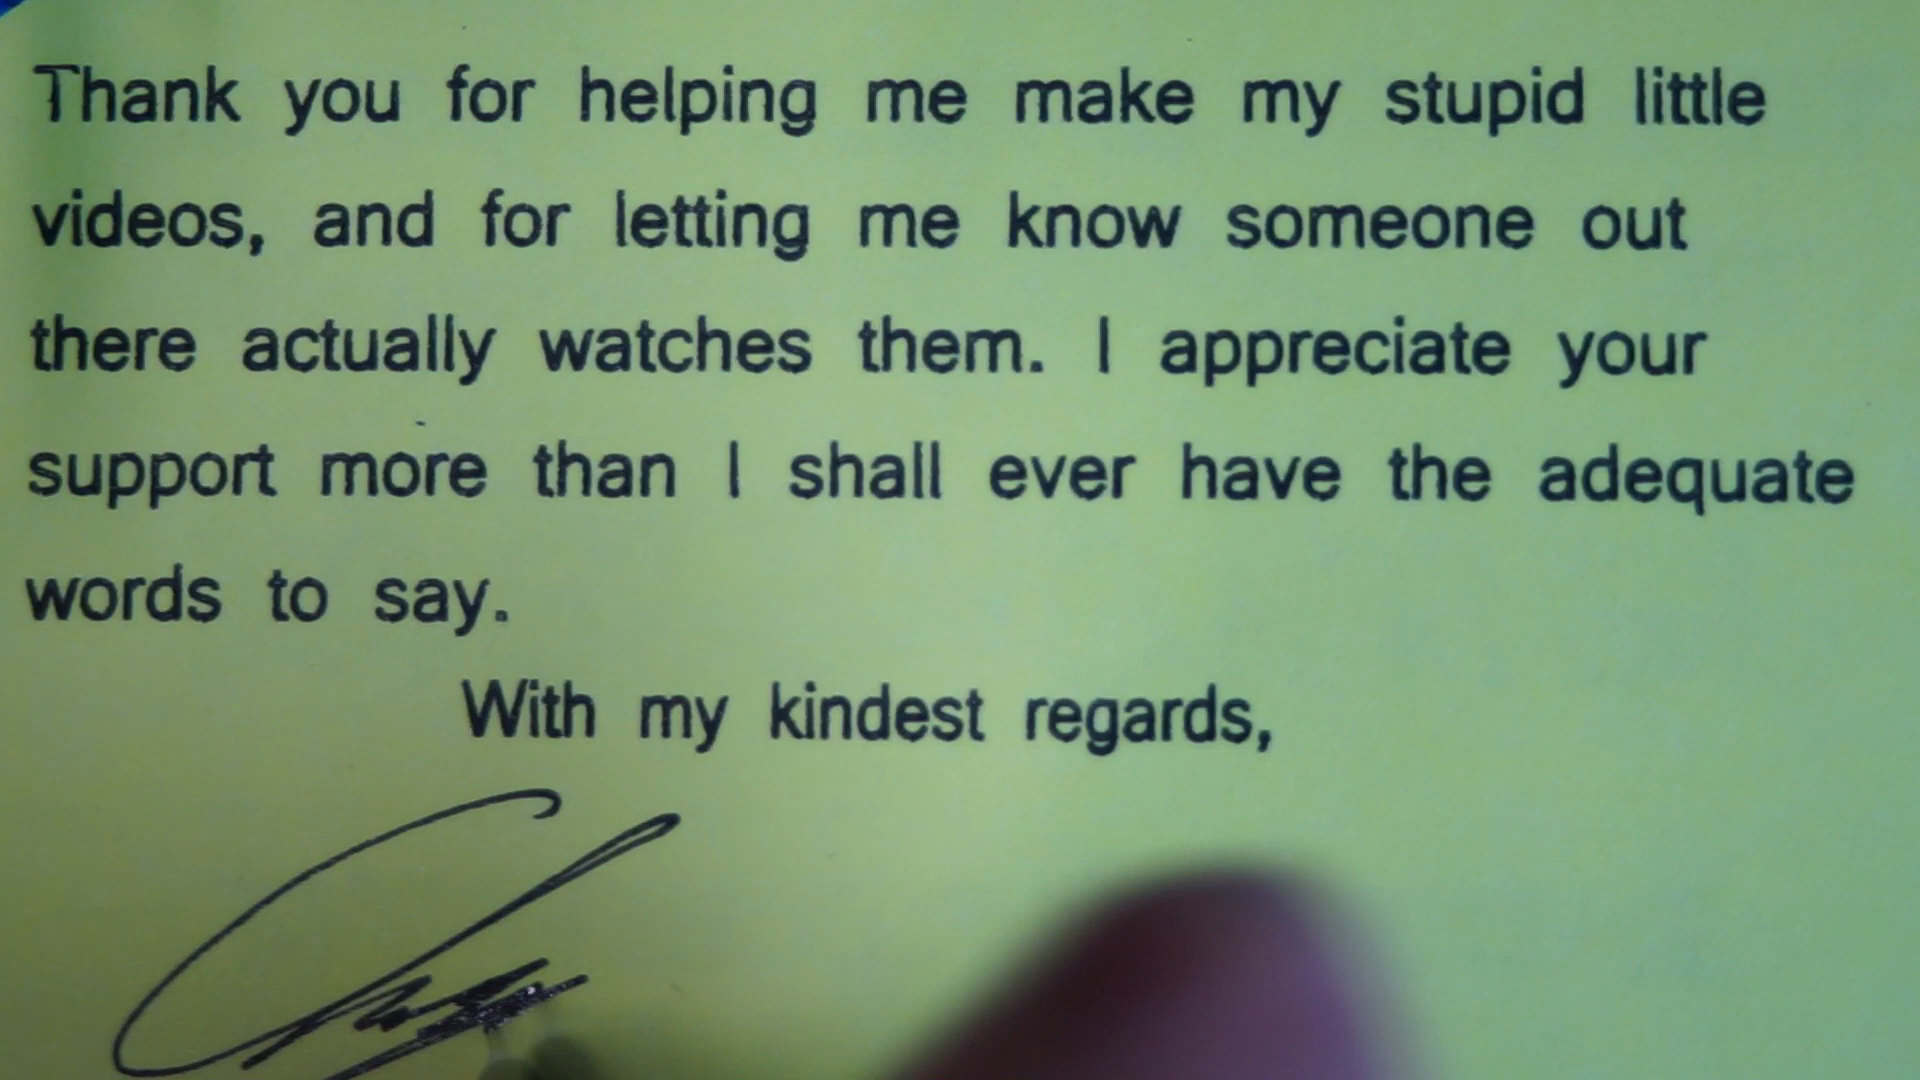 Thank you for helping me make my stupid little
videos, and for letting me know someone out
there actually watches them. I appreciate your
support more than I shall ever have the adequate
words to say.
With my kindest regards,